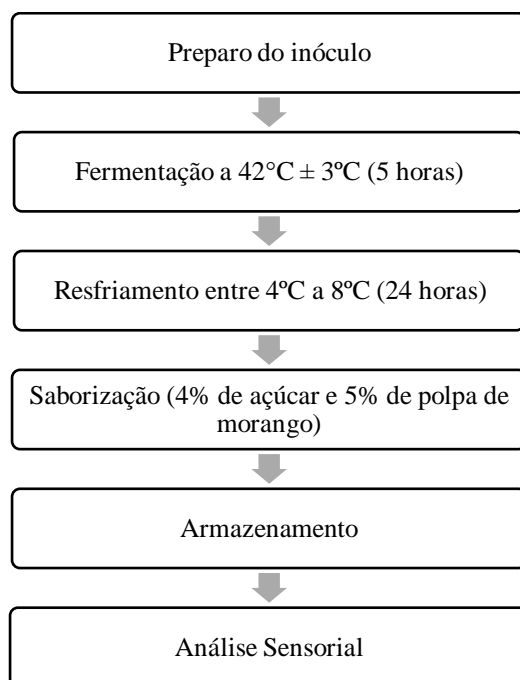 Preparo do inóculo
Fermentação a 42°C ± 3ºC (5 horas)
Resfriamento entre 4ºC a 8ºC (24 horas)
Saborização (4% de açúcar e 5% de polpa de
morango)
Armazenamento
Análise Sensorial